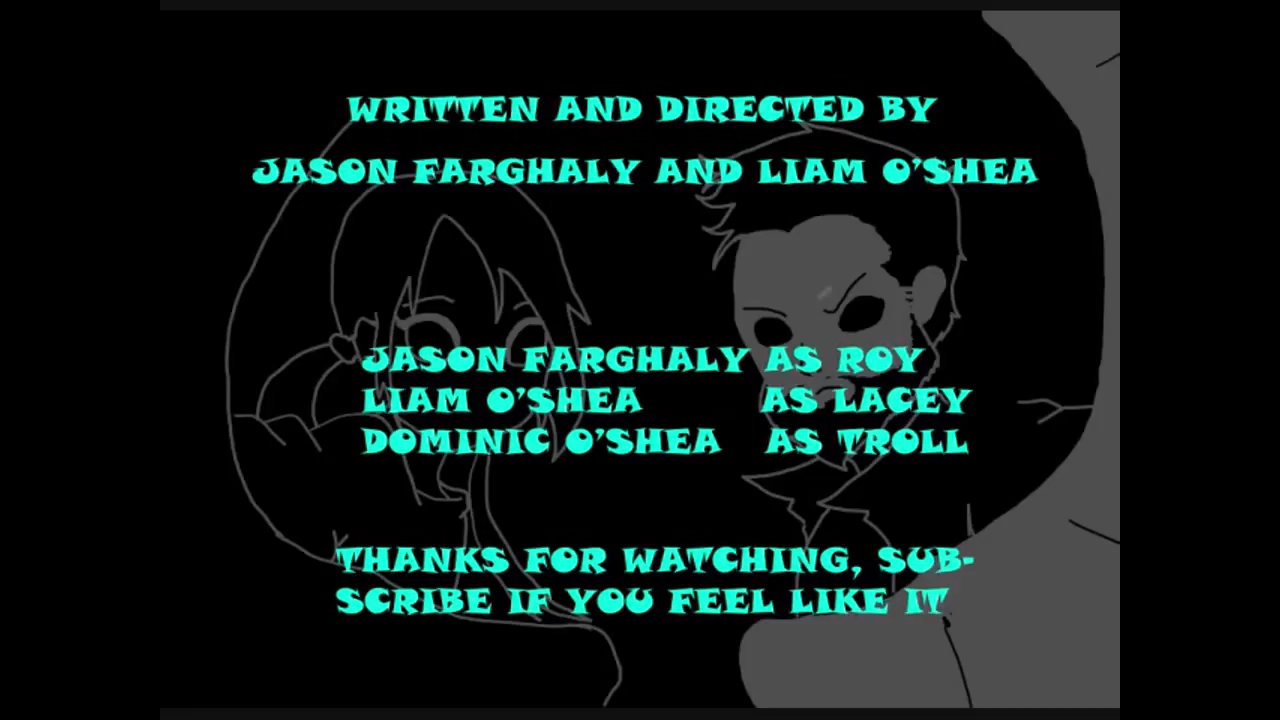 WRITTEN AND DIRECTED BY
JASON FARGHALY AND LIAM O'SHEA
JASON FARGHALY AS ROY
LIAM O'SHEA AS LACEY
DOMINIC O'SHEA AS TROLL
THANKS FOR WATCHING, SUB-
SCRIBE IF YOU FEEL LIKE IT